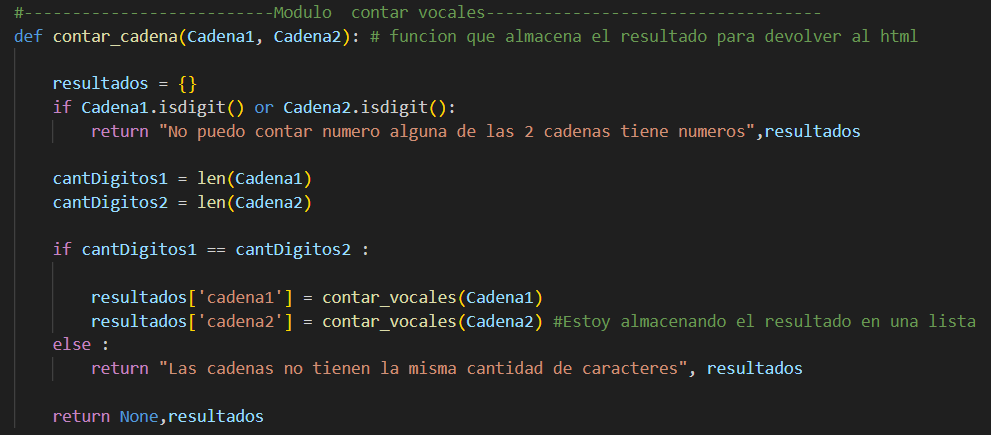 #--------------------------Modulo  contar vocales-----------------------------------
def contar_cadena(Cadena1, Cadena2): # funcion que almacena el resultado para devolver al html
    resultados = {}
    if Cadena1.isdigit() or Cadena2.isdigit():
        return "No puedo contar numero alguna de las 2 cadenas tiene numeros",resultados
    cantDigitos1 = len(Cadena1)
    cantDigitos2 = len(Cadena2)
    if cantDigitos1 == cantDigitos2 :
        resultados['cadena1'] = contar_vocales(Cadena1)
        resultados['cadena2'] = contar_vocales(Cadena2) #Estoy almacenando el resultado en una lista
    else :
        return "Las cadenas no tienen la misma cantidad de caracteres", resultados
    return None,resultados